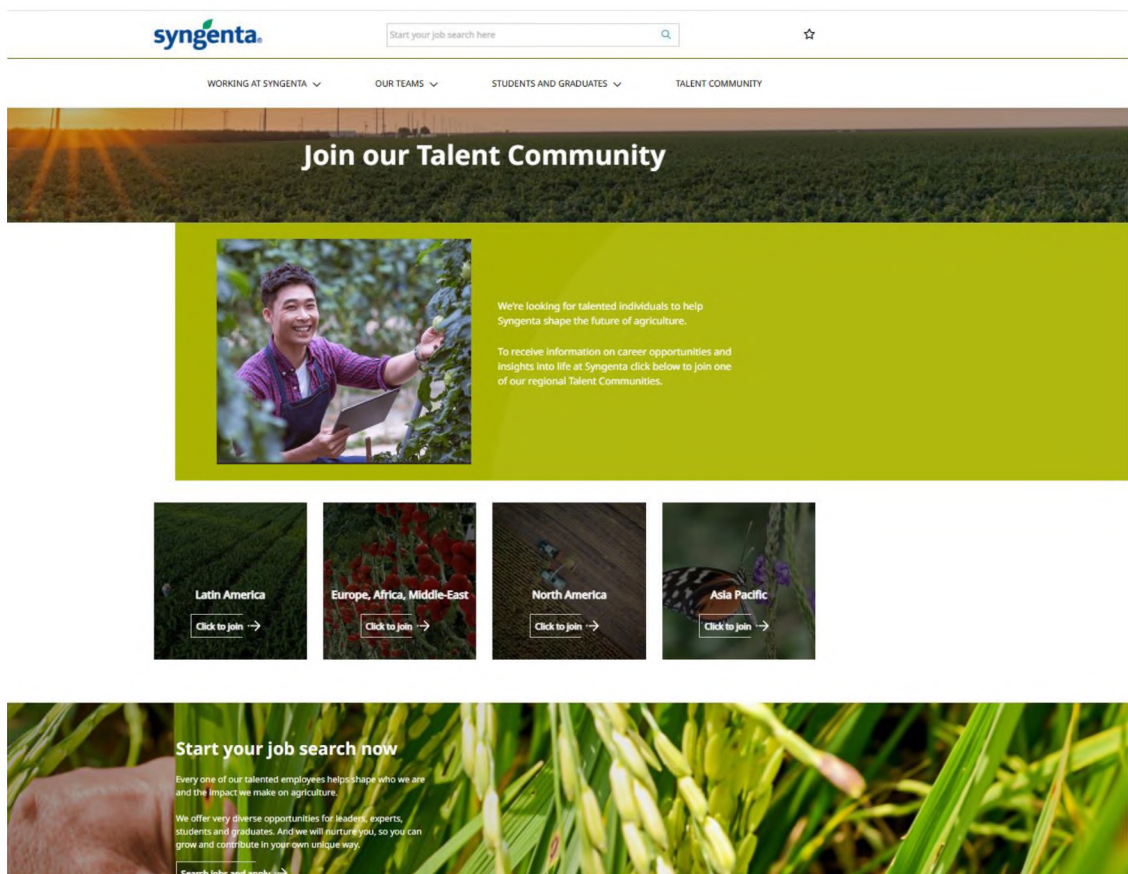 syngenta.
Start your job search here
WORKING AT SYNGENTA
OUR TEAMS
STUDENTS AND GRADUATES
TALENT COMMUNITY
Join our Talent Community
We're looking for talented individuals to help
Syngenta shape the future of agriculture.
To receive information on career opportunities and
insights into life at Syngenta click below to join one
of our regional Talent Communities.
Latin America
Click to join
Europe, Africa, Middle-East
Click to join
North America
Click to join
Asia Pacific
Click to join
Start your job search now
Every one of our talented employees helps shape who we are
and the impact we make on agriculture.
We offer very diverse opportunities for leaders, experts,
students and graduates. And we will nurture you, so you can
grow and contribute in your own unique way.
Search jobs and apply